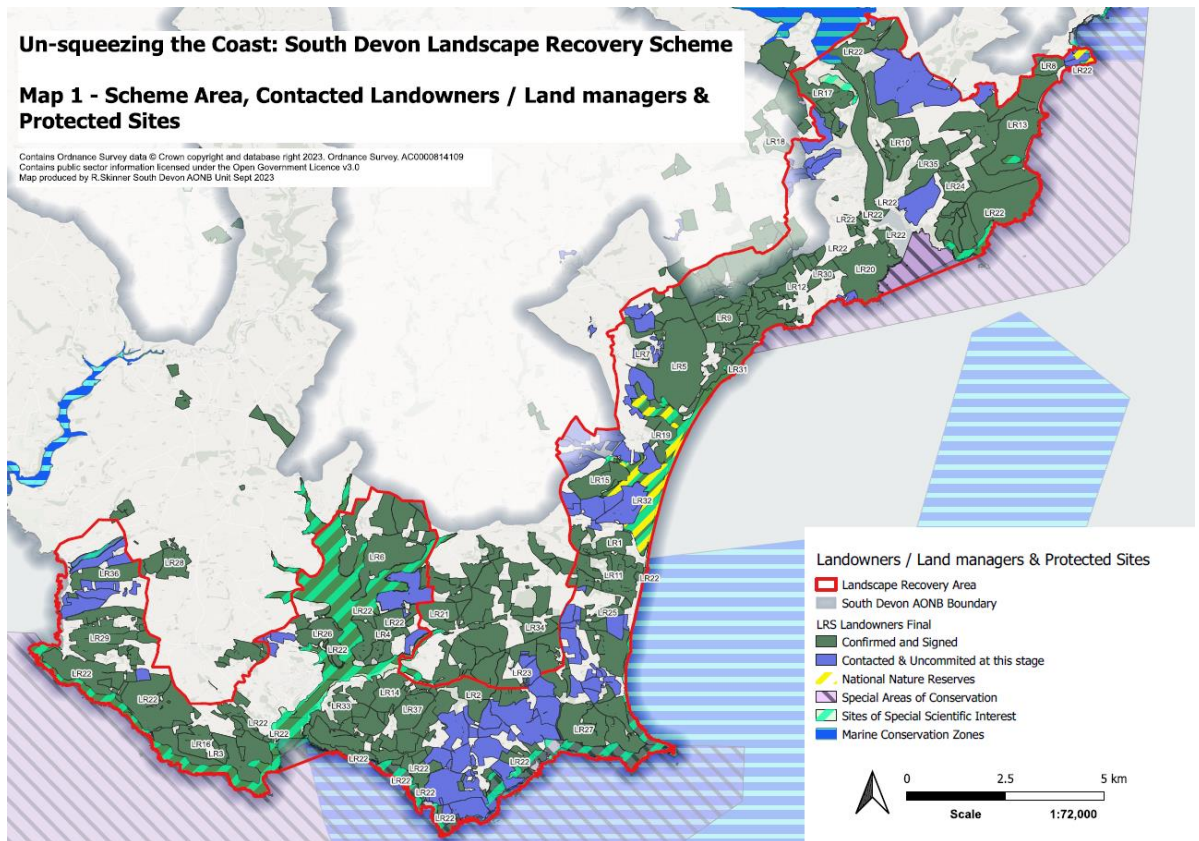 Un-squeezing the Coast: South Devon Landscape Recovery Scheme
Map 1 - Scheme Area, Contacted Landowners / Land managers &
Protected Sites
Contains Ordnance Survey data © Crown copyright and database right 2023. Ordnance Survey. AC0000814109
Contains public sector information licensed under the Open Government Licence v3.0
Map produced by R.Skinner South Devon AONB Unit Sept 2023
LR22
LR8
LR22
LR17
LR13
LR18
LR10
LR35
LR24
LR22
LR22
LR22
LR22
LR22
LR22
LR20
LR30
LR12
LR9
LR7
LR5
LR31
LR19
LR15
LR32
LR1
LR11
LR22
LR25
LR28
LR36
LR6
LR22
LR22
LR21
LR26
LR4
LR34
LR29
LR22
LR22
LR23
LR22
LR14
LR2
LR22
LR33
LR37
LR22
LR22
LR16
LR3
LR27
LR22
LR22
LR22
LR22
LR22
LR22
Landowners / Land managers & Protected Sites
Landscape Recovery Area
South Devon AONB Boundary
LRS Landowners Final
Confirmed and Signed
Contacted & Uncommited at this stage
National Nature Reserves
Special Areas of Conservation
Sites of Special Scientific Interest
Marine Conservation Zones
0 2.5 5 km
Scale 1:72,000